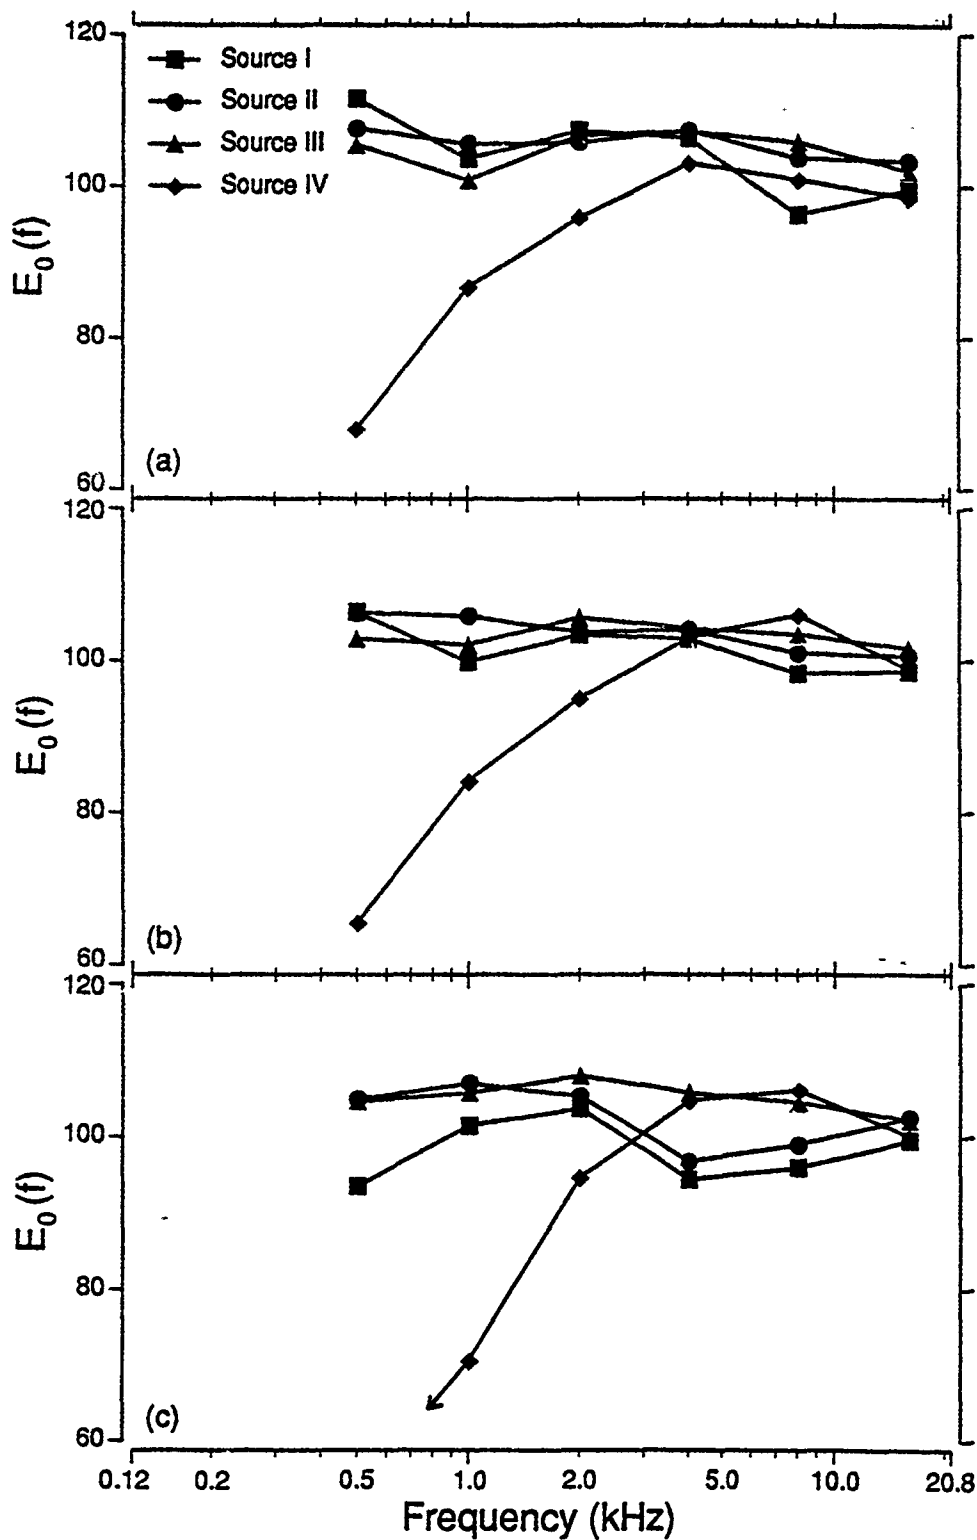 120
Source I
Source II
Source III
Source IV
100
E0 (f)
80
(a)
60
120
100
E0 (f)
80
(b)
60
120
100
E0 (f)
80
(c)
60
0.12 0.2 0.5 1.0 2.0 5.0 10.0 20.8
Frequency (kHz)